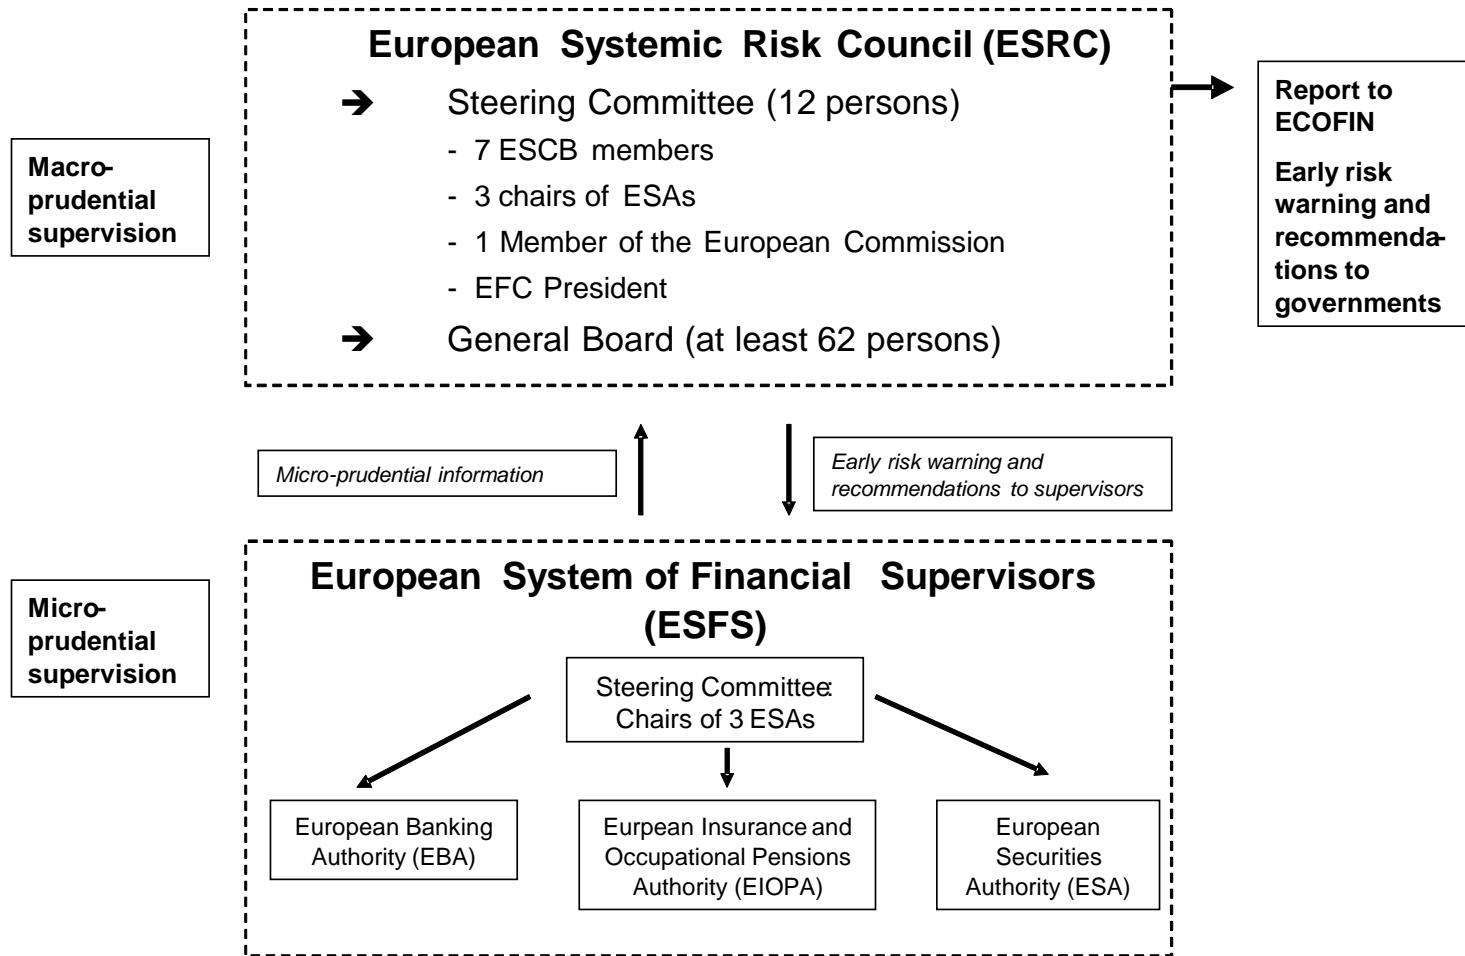 European Systemic Risk Council (ESRC)
➔ Steering Committee (12 persons)
- 7 ESCB members
- 3 chairs of ESAs
- 1 Member of the European Commission
- EFC President
➔ General Board (at least 62 persons)
Macro-
prudential
supervision
Report to
ECOFIN
Early risk
warning and
recommenda-
tions to
governments
Micro-prudential information
Early risk warning and
recommendations to supervisors
Micro-
prudential
supervision
European System of Financial Supervisors
(ESFS)
Steering Committee:
Chairs of 3 ESAs
European Banking
Authority (EBA)
Eurpean Insurance and
Occupational Pensions
Authority (EIOPA)
European
Securities
Authority (ESA)